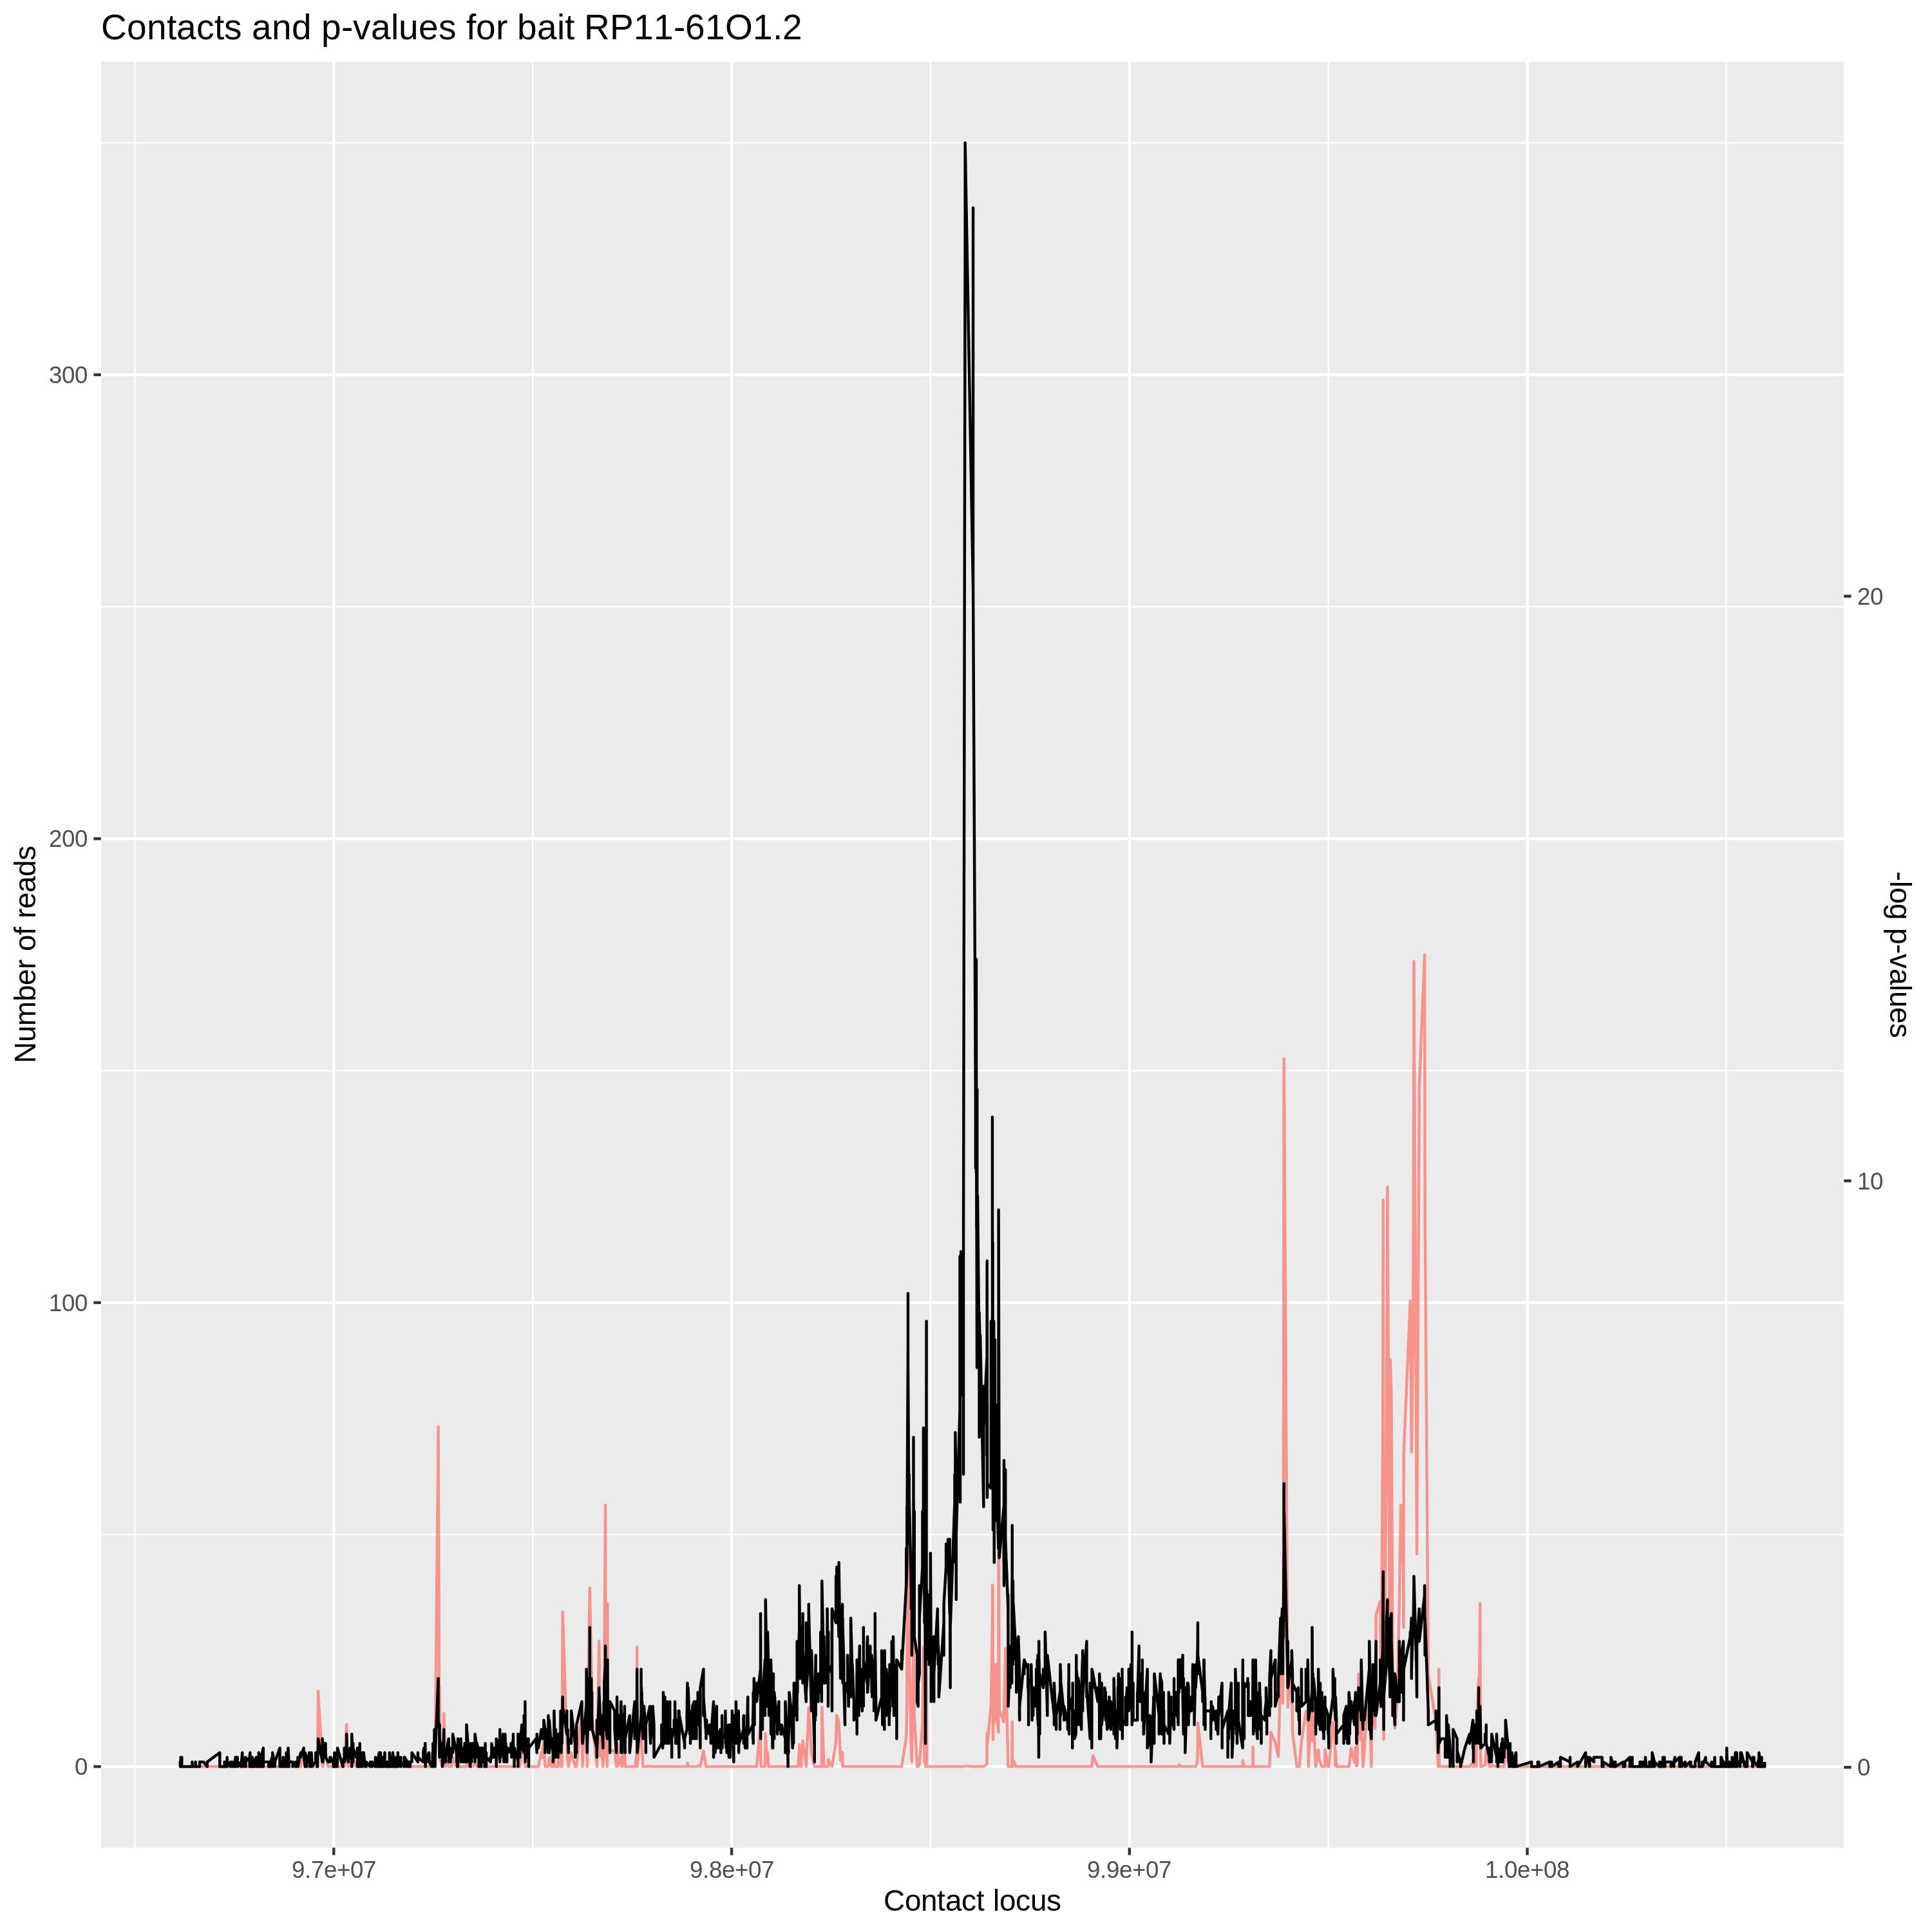 Contacts and p-values for bait RP11-61O1.2
300
200
100
0
Number of reads
20
10
0
-log p-values
9.7e+07
9.8e+07
9.9e+07
1.0e+08
Contact locus